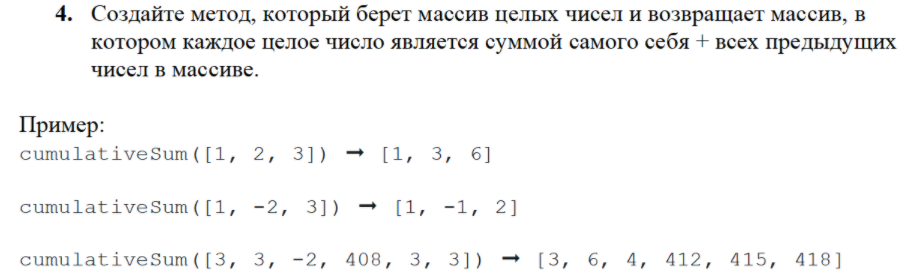 4. Создайте метод, который берет массив целых чисел и возвращает массив, в
котором каждое целое число является суммой самого себя + всех предыдущих
чисел в массиве.
Пример:
cumulativeSum([1, 2, 3]) ➞ [1, 3, 6]
cumulativeSum([1, -2, 3]) ➞ [1, -1, 2]
cumulativeSum([3, 3, -2, 408, 3, 3]) ➞ [3, 6, 4, 412, 415, 418]